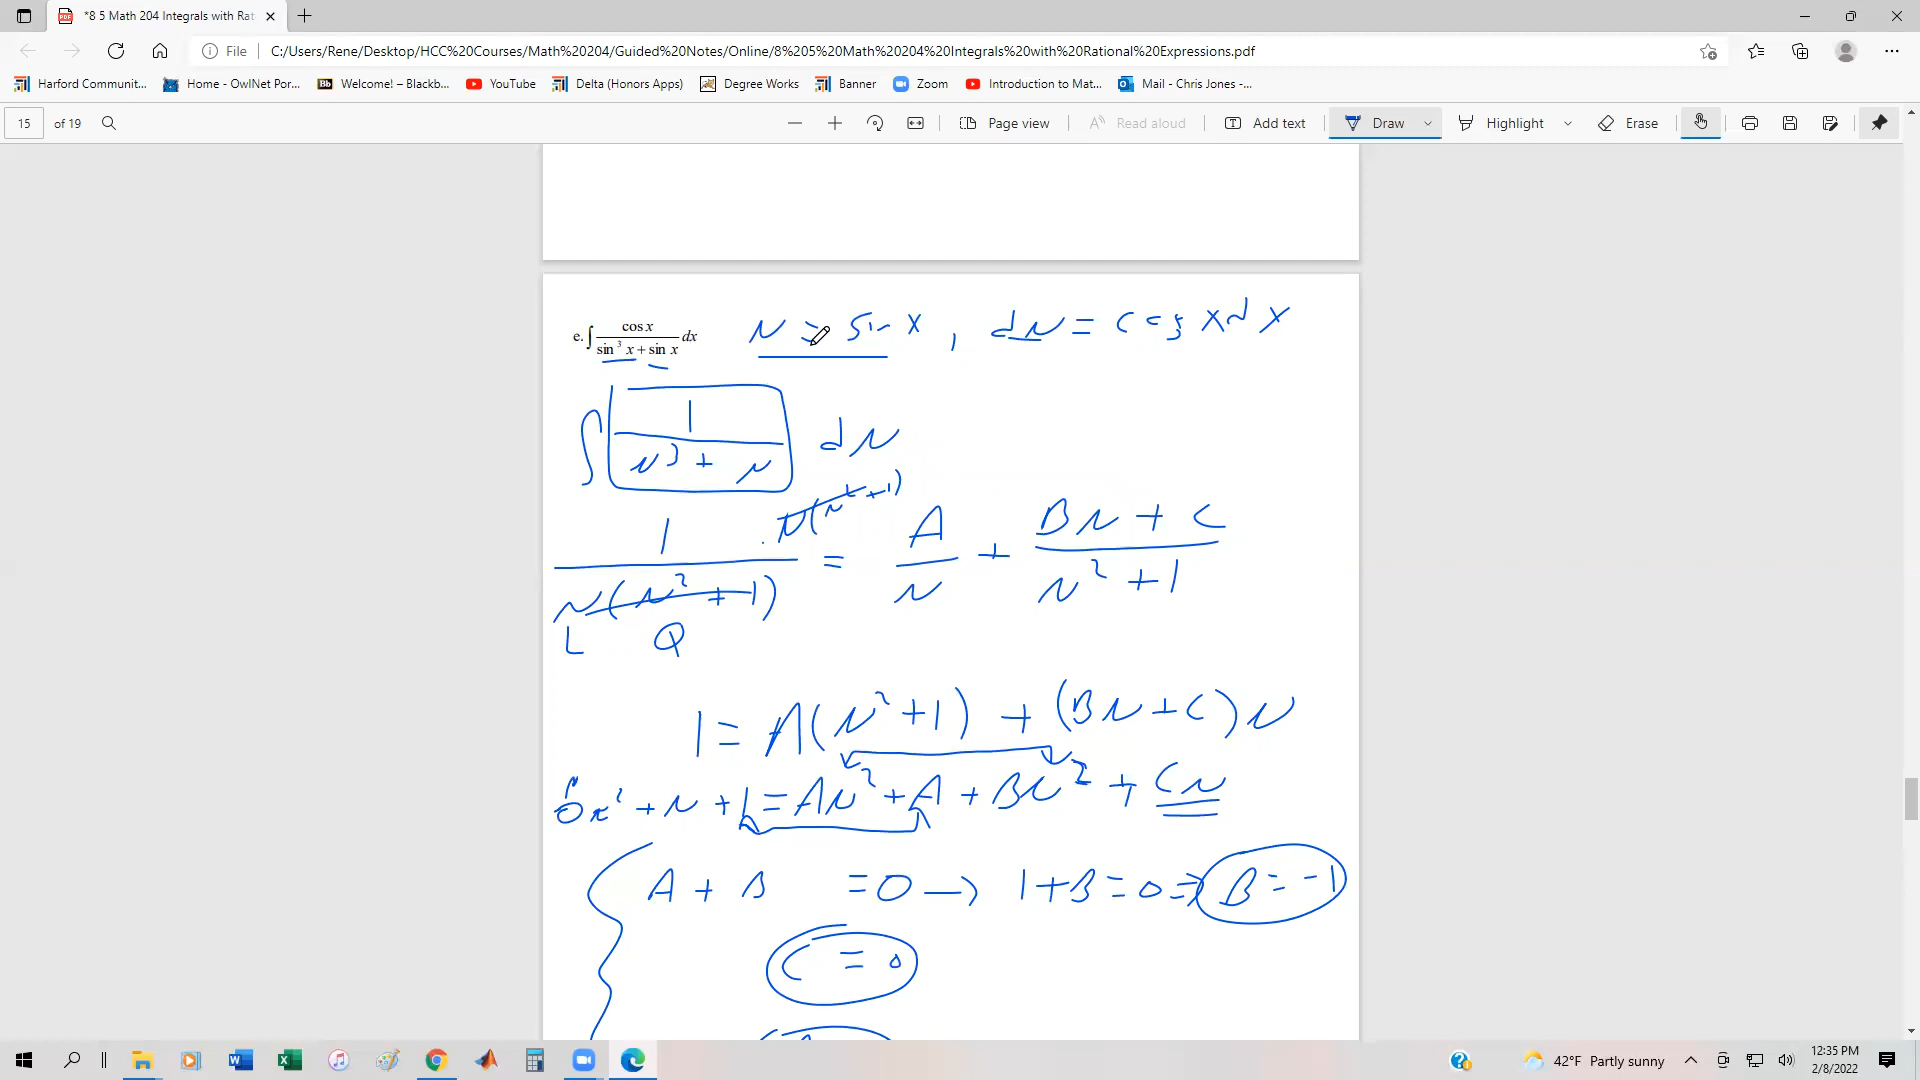 *8 5 Math 204 Integrals with Rat
File C:/Users/Rene/Desktop/HCC%20Courses/Math%20204/Guided%20Notes/Online/8%205%20Math%20204%20Integrals%20with%20Rational%20Expressions.pdf
Harford Communit... Home - OwlNet Por... Bb Welcome! – Blackb... YouTube Delta (Honors Apps) Degree Works Banner Zoom Introduction to Mat... Mail - Chris Jones -...
15 of 19 Page view Read aloud Add text Draw Highlight Erase
e. ∫ cos x / (sin³ x + sin x) dx u = sin x , du = cos x dx
∫ 1 / (u³ + u) du
1 / (u(u² + 1)) · u(u² + 1) = A / u + (Bu + C) / (u² + 1)
L Q
1 = A(u² + 1) + (Bu + C) u
+ u + 1 = Au² + A + Bu² + Cu
A + B = 0 → 1 + B = 0 ⇒ B = -1
C = 0
42°F Partly sunny 12:35 PM
2/8/2022